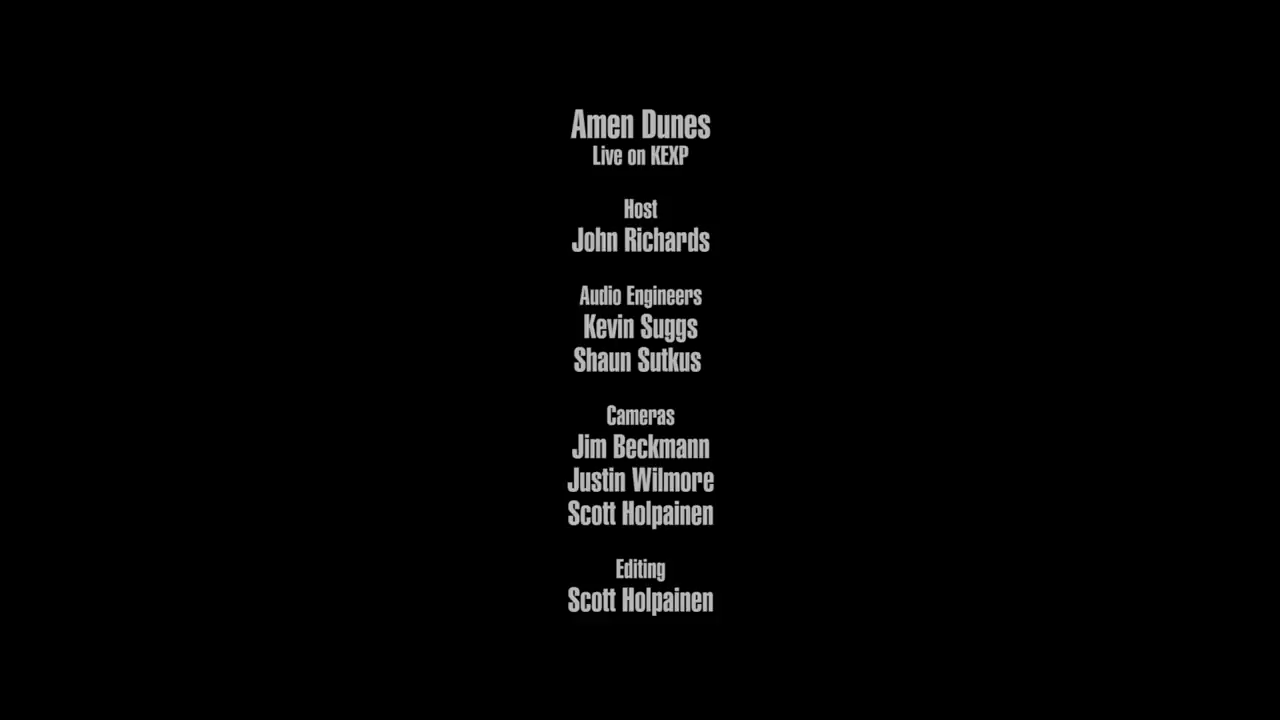 Amen Dunes
Live on KEXP
Host
John Richards
Audio Engineers
Kevin Suggs
Shaun Sutkus
Cameras
Jim Beckmann
Justin Wilmore
Scott Holpainen
Editing
Scott Holpainen